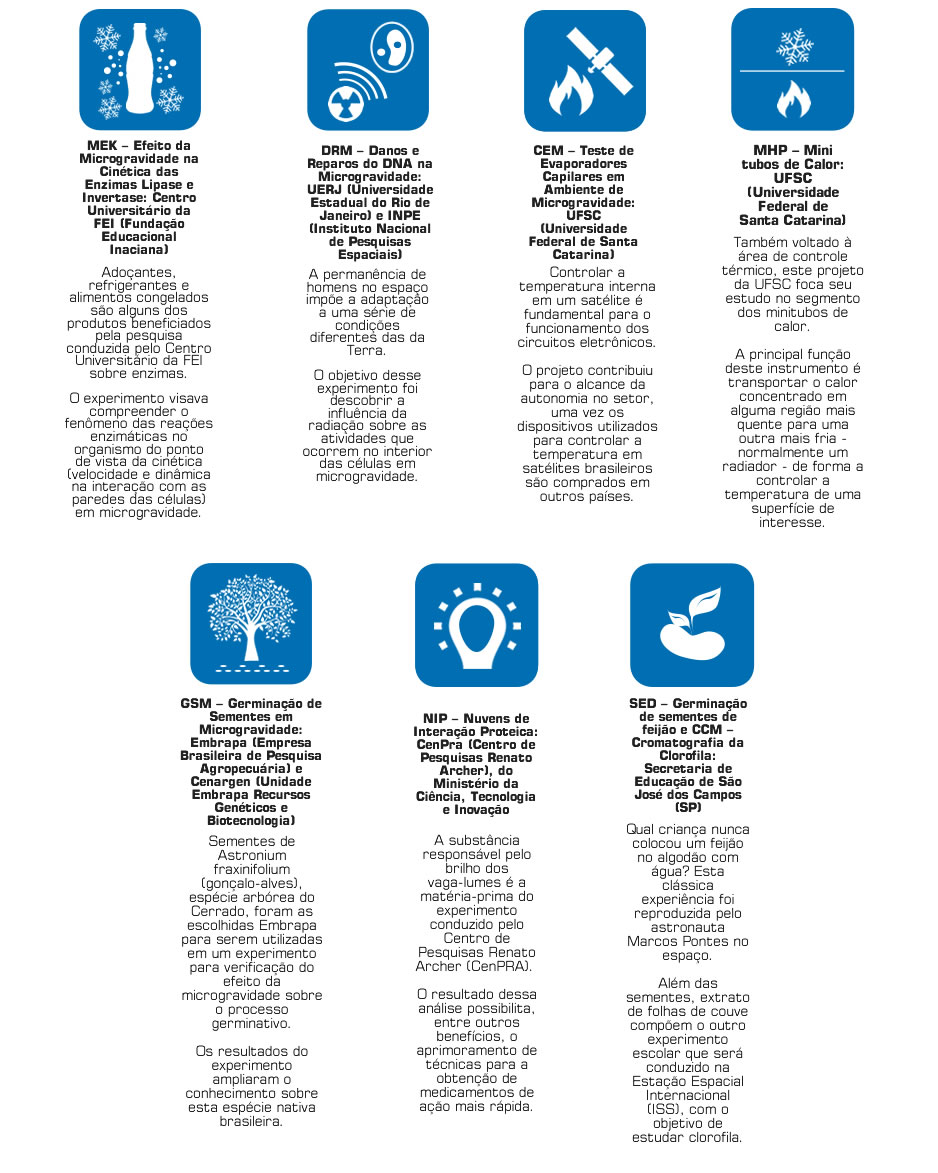 MEK – Efeito da
Microgravidade na
Cinética das
Enzimas Lipase e
Invertase: Centro
Universitário da
FEI (Fundação
Educacional
Inaciana)
Adoçantes,
refrigerantes e
alimentos congelados
são alguns dos
produtos beneficiados
pela pesquisa
conduzida pelo Centro
Universitário da FEI
sobre enzimas.
O experimento visava
compreender o
fenômeno das reações
enzimáticas no
organismo do ponto
de vista da cinética
(velocidade e dinâmica
na interação com as
paredes das células)
em microgravidade.
DRM – Danos e
Reparos do DNA na
Microgravidade:
UERJ (Universidade
Estadual do Rio de
Janeiro) e INPE
(Instituto Nacional
de Pesquisas
Espaciais)
A permanência de
homens no espaço
impõe a adaptação
a uma série de
condições
diferentes das da
Terra.
O objetivo desse
experimento foi
descobrir a
influência da
radiação sobre as
atividades que
ocorrem no interior
das células em
microgravidade.
CEM – Teste de
Evaporadores
Capilares em
Ambiente de
Microgravidade:
UFSC
(Universidade
Federal de Santa
Catarina)
Controlar a
temperatura interna
em um satélite é
fundamental para o
funcionamento dos
circuitos eletrônicos.
O projeto contribuiu
para o alcance da
autonomia no setor,
uma vez os
dispositivos utilizados
para controlar a
temperatura em
satélites brasileiros
são comprados em
outros países.
MHP – Mini
tubos de Calor:
UFSC
(Universidade
Federal de
Santa Catarina)
Também voltado à
área de controle
térmico, este projeto
da UFSC foca seu
estudo no segmento
dos minitubos de
calor.
A principal função
deste instrumento é
transportar o calor
concentrado em
alguma região mais
quente para uma
outra mais fria -
normalmente um
radiador - de forma a
controlar a
temperatura de uma
superfície de
interesse.
GSM – Germinação de
Sementes em
Microgravidade:
Embrapa (Empresa
Brasileira de Pesquisa
Agropecuária) e
Cenargen (Unidade
Embrapa Recursos
Genéticos e
Biotecnologia)
Sementes de
Astronium
fraxinifolium
(gonçalo-alves),
espécie arbórea do
Cerrado, foram as
escolhidas Embrapa
para serem utilizadas
em um experimento
para verificação do
efeito da
microgravidade sobre
o processo
germinativo.
Os resultados do
experimento
ampliaram o
conhecimento sobre
esta espécie nativa
brasileira.
NIP – Nuvens de
Interação Proteica:
CenPra (Centro de
Pesquisas Renato
Archer), do
Ministério da
Ciência, Tecnologia
e Inovação
A substância
responsável pelo
brilho dos
vaga-lumes é a
matéria-prima do
experimento
conduzido pelo
Centro de
Pesquisas Renato
Archer (CenPRA).
O resultado dessa
análise possibilita,
entre outros
benefícios, o
aprimoramento de
técnicas para a
obtenção de
medicamentos de
ação mais rápida.
SED – Germinação
de sementes de
feijão e CCM –
Cromatografia da
Clorofila:
Secretaria de
Educação de São
José dos Campos
(SP)
Qual criança nunca
colocou um feijão
no algodão com
água? Esta
clássica
experiência foi
reproduzida pelo
astronauta
Marcos Pontes no
espaço.
Além das
sementes, extrato
de folhas de couve
compõem o outro
experimento
escolar que será
conduzido na
Estação Espacial
Internacional
(ISS), com o
objetivo de
estudar clorofila.